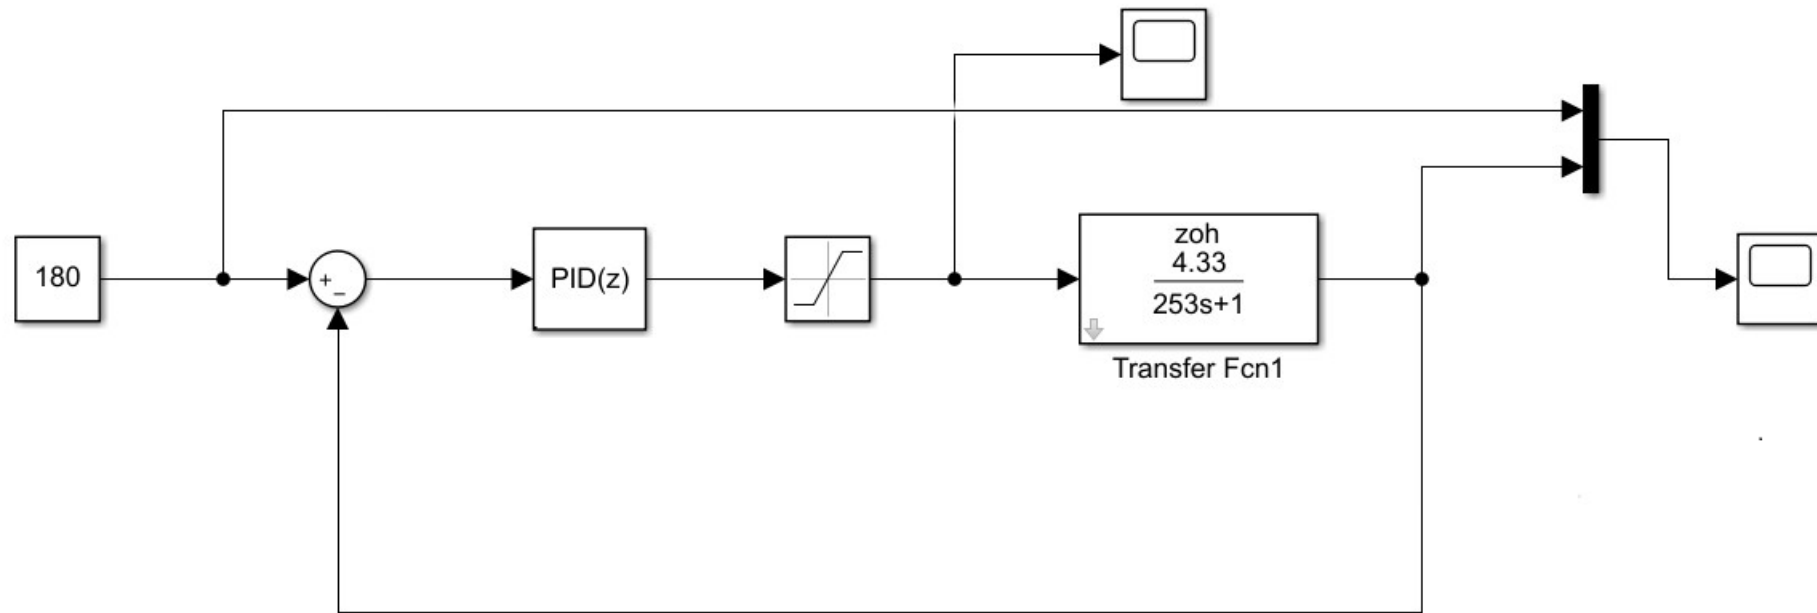 180
+
−
PID(z)
zoh
4.33
253s+1
Transfer Fcn1